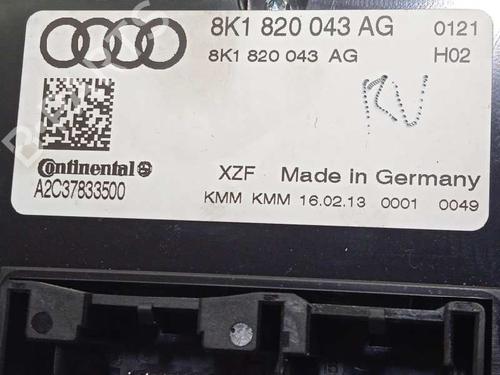 8K1 820 043 AG 0121
8K1 820 043 AG H02
RV
Continental
A2C37833500
XZF Made in Germany
KMM KMM 16.02.13 0001 0049